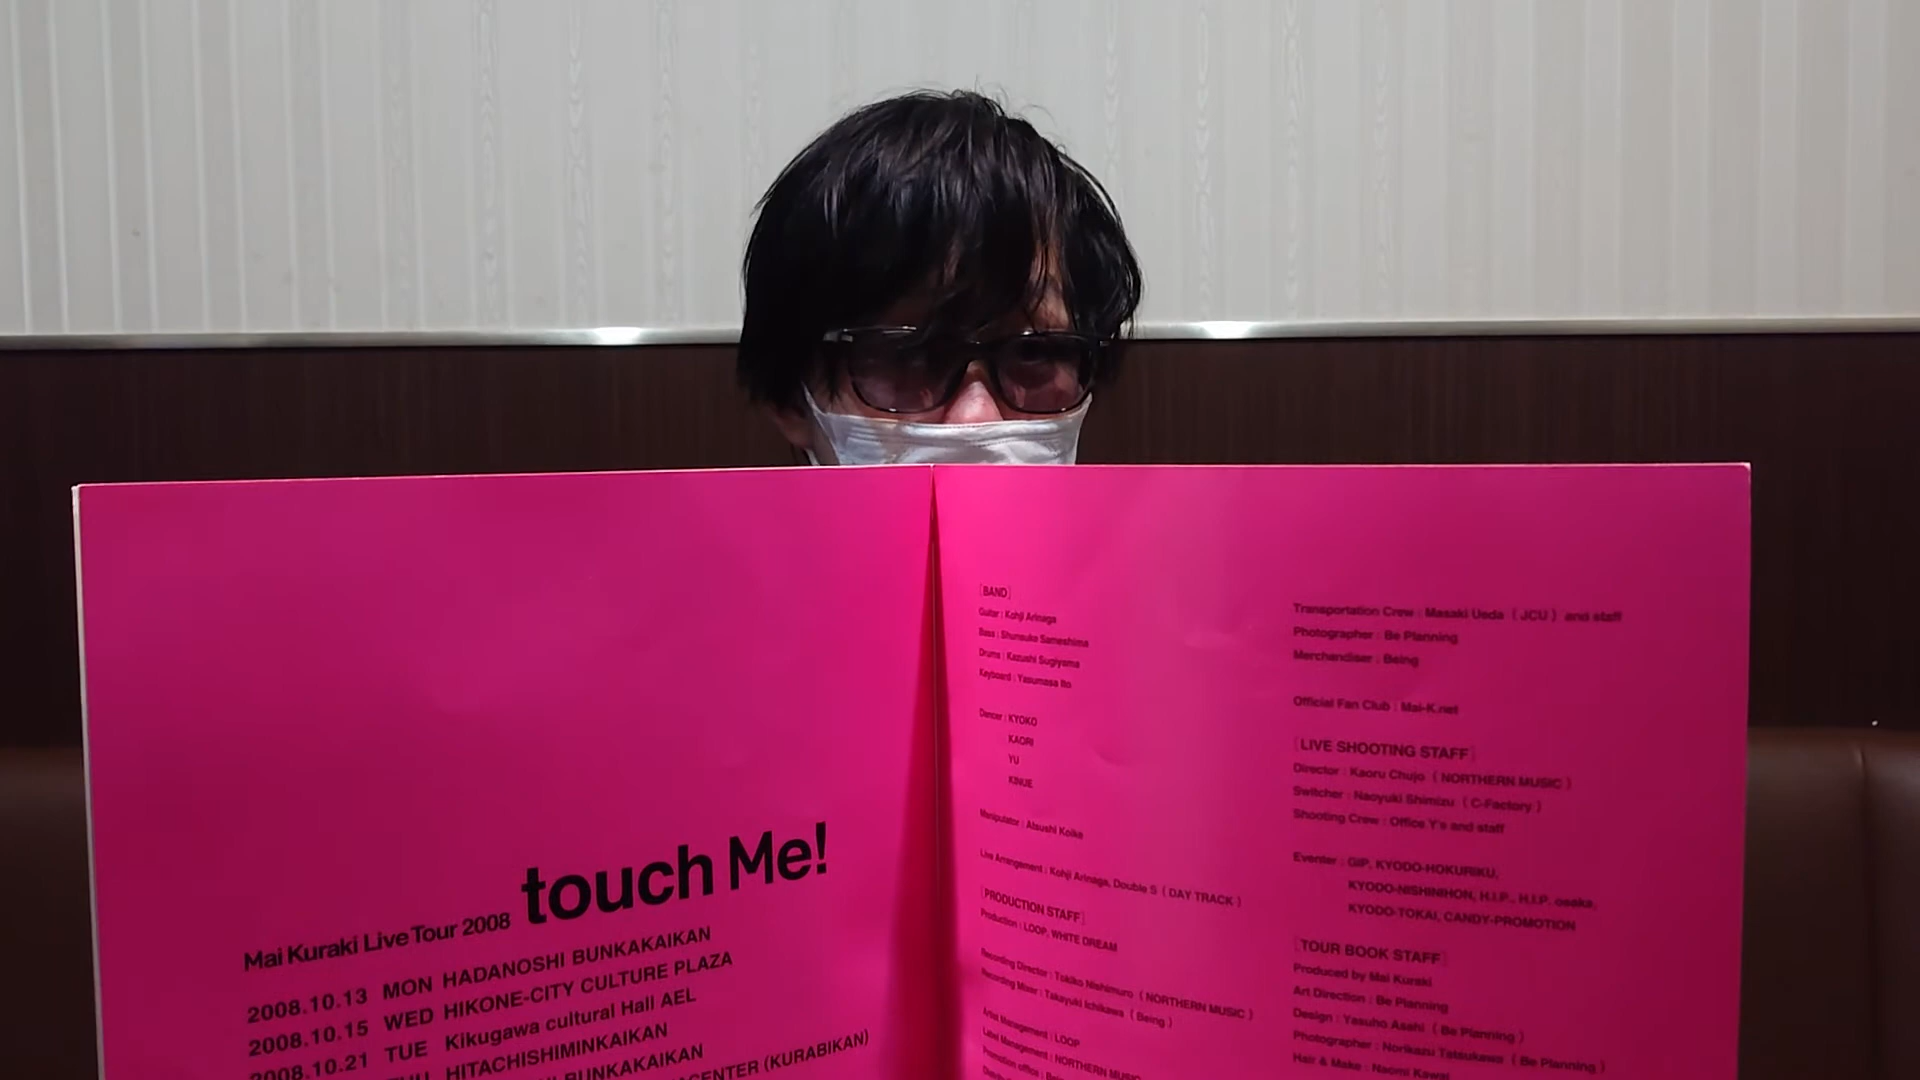 Mai Kuraki Live Tour 2008 touch Me!
2008.10.13 MON HADANOSHI BUNKAKAIKAN
2008.10.15 WED HIKONE-CITY CULTURE PLAZA
2008.10.21 TUE Kikugawa cultural Hall AEL
HITACHISHIMINKAIKAN
BUNKAKAIKAN
(KURABIKAN)
[BAND]
Guitar : Kohji Arinaga
Bass : Shunsuke Sameshima
Drums : Kazushi Sugiyama
Keyboard : Yasumasa Ito
Dancer : KYOKO
KAORI
YU
KINUE
Manipulator : Atsushi Koike
Live Arrangement : Kohji Arinaga, Double S ( DAY TRACK )
[PRODUCTION STAFF]
Production : LOOP, WHITE DREAM
Recording Director : Tokiko Nishimuro ( NORTHERN MUSIC )
Recording Mixer : Takayuki Ichikawa ( Being )
Artist Management : LOOP
Label Management : NORTHERN MUSIC
Promotion office :
Transportation Crew : Masaki Ueda ( JCU ) and staff
Photographer : Be Planning
Merchandiser : Being
Official Fan Club : Mai-K.net
[LIVE SHOOTING STAFF]
Director : Kaoru Chujo ( NORTHERN MUSIC )
Switcher : Naoyuki Shimizu ( C-Factory )
Shooting Crew : Office Y's and staff
Eventer : GIP, KYODO-HOKURIKU,
KYODO-NISHINIHON, H.I.P., H.I.P. osaka,
KYODO-TOKAI, CANDY-PROMOTION
[TOUR BOOK STAFF]
Produced by Mai Kuraki
Art Direction : Be Planning
Design : Yasuho Asahi ( Be Planning )
Photographer : Norikazu Tatsukawa ( Be Planning )
Hair & Make : Naomi Kawai